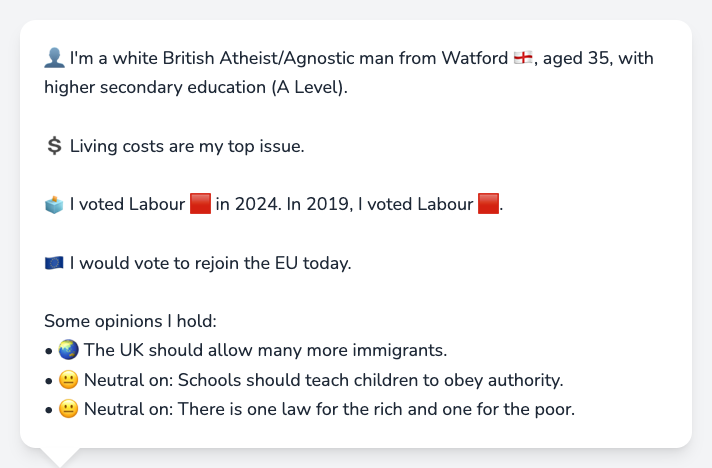 👤 I'm a white British Atheist/Agnostic man from Watford 🏴󠁧󠁢󠁥󠁮󠁧󠁿, aged 35, with
higher secondary education (A Level).
💲 Living costs are my top issue.
🗳️ I voted Labour 🟥 in 2024. In 2019, I voted Labour 🟥.
🇪🇺 I would vote to rejoin the EU today.
Some opinions I hold:
• 🌏 The UK should allow many more immigrants.
• 😐 Neutral on: Schools should teach children to obey authority.
• 😐 Neutral on: There is one law for the rich and one for the poor.